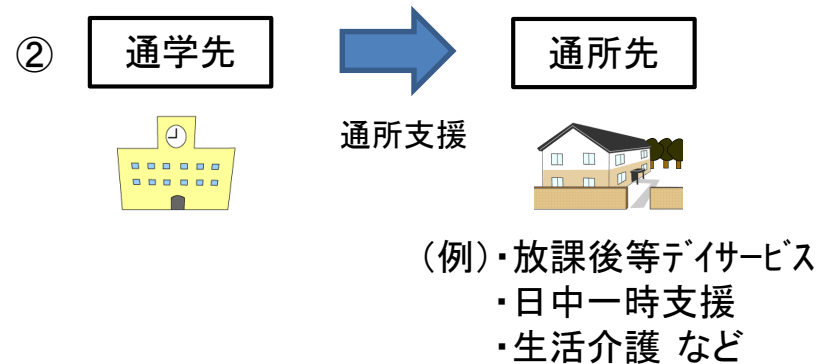 ② 通学先 通所先
通所支援
（例）・放課後等ﾃﾞｲｻｰﾋﾞｽ
・日中一時支援
・生活介護 など